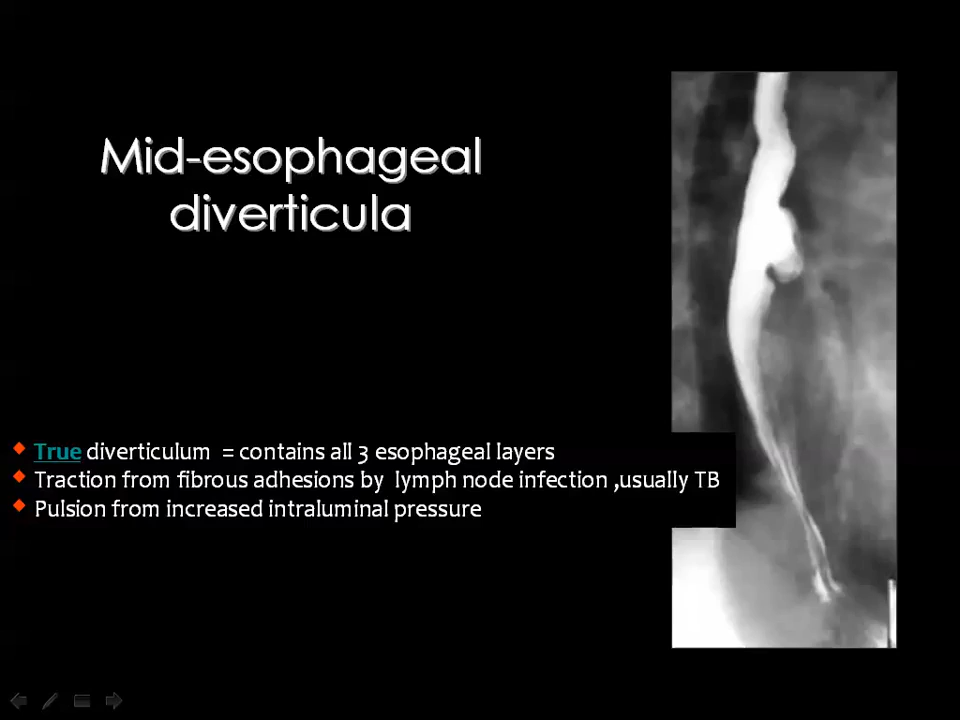 Mid-esophageal
diverticula
True diverticulum = contains all 3 esophageal layers
Traction from fibrous adhesions by lymph node infection ,usually TB
Pulsion from increased intraluminal pressure